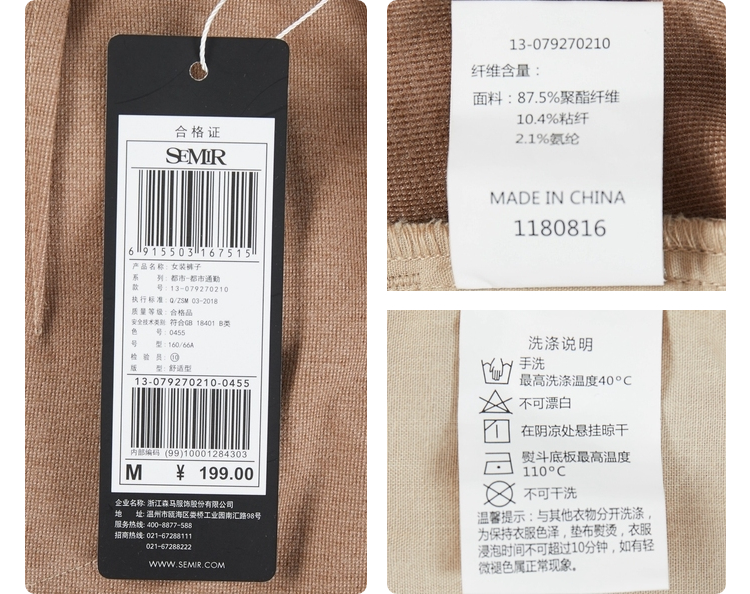 合格证
SEMIR
6 915503 167515
产品名称: 女装裤子
系 列: 都市-都市通勤
款 号: 13-079270210
执行标准: Q/ZSM 03-2018
质量等级: 合格品
安全技术类别: 符合GB 18401 B类
色 号: 0455
号 型: 160/66A
检 验 员: ⑩
版 型: 舒适型
13-079270210-0455
内部编码 (99)10001284303
M ¥ 199.00
企业名称: 浙江森马服饰股份有限公司
地 址: 温州市瓯海区娄桥工业园南汇路98号
服务热线: 400-8877-588
招商热线: 021-67288111
021-67288222
WWW.SEMIR.COM
13-079270210
纤维含量：
面料：87.5%聚酯纤维
10.4%粘纤
2.1%氨纶
MADE IN CHINA
1180816
洗涤说明
手洗
最高洗涤温度40°C
不可漂白
在阴凉处悬挂晾干
熨斗底板最高温度
110°C
不可干洗
温馨提示：与其他衣物分开洗涤，
为保持衣服色泽，垫布熨烫，衣服
浸泡时间不可超过10分钟，如有轻
微褪色属正常现象。